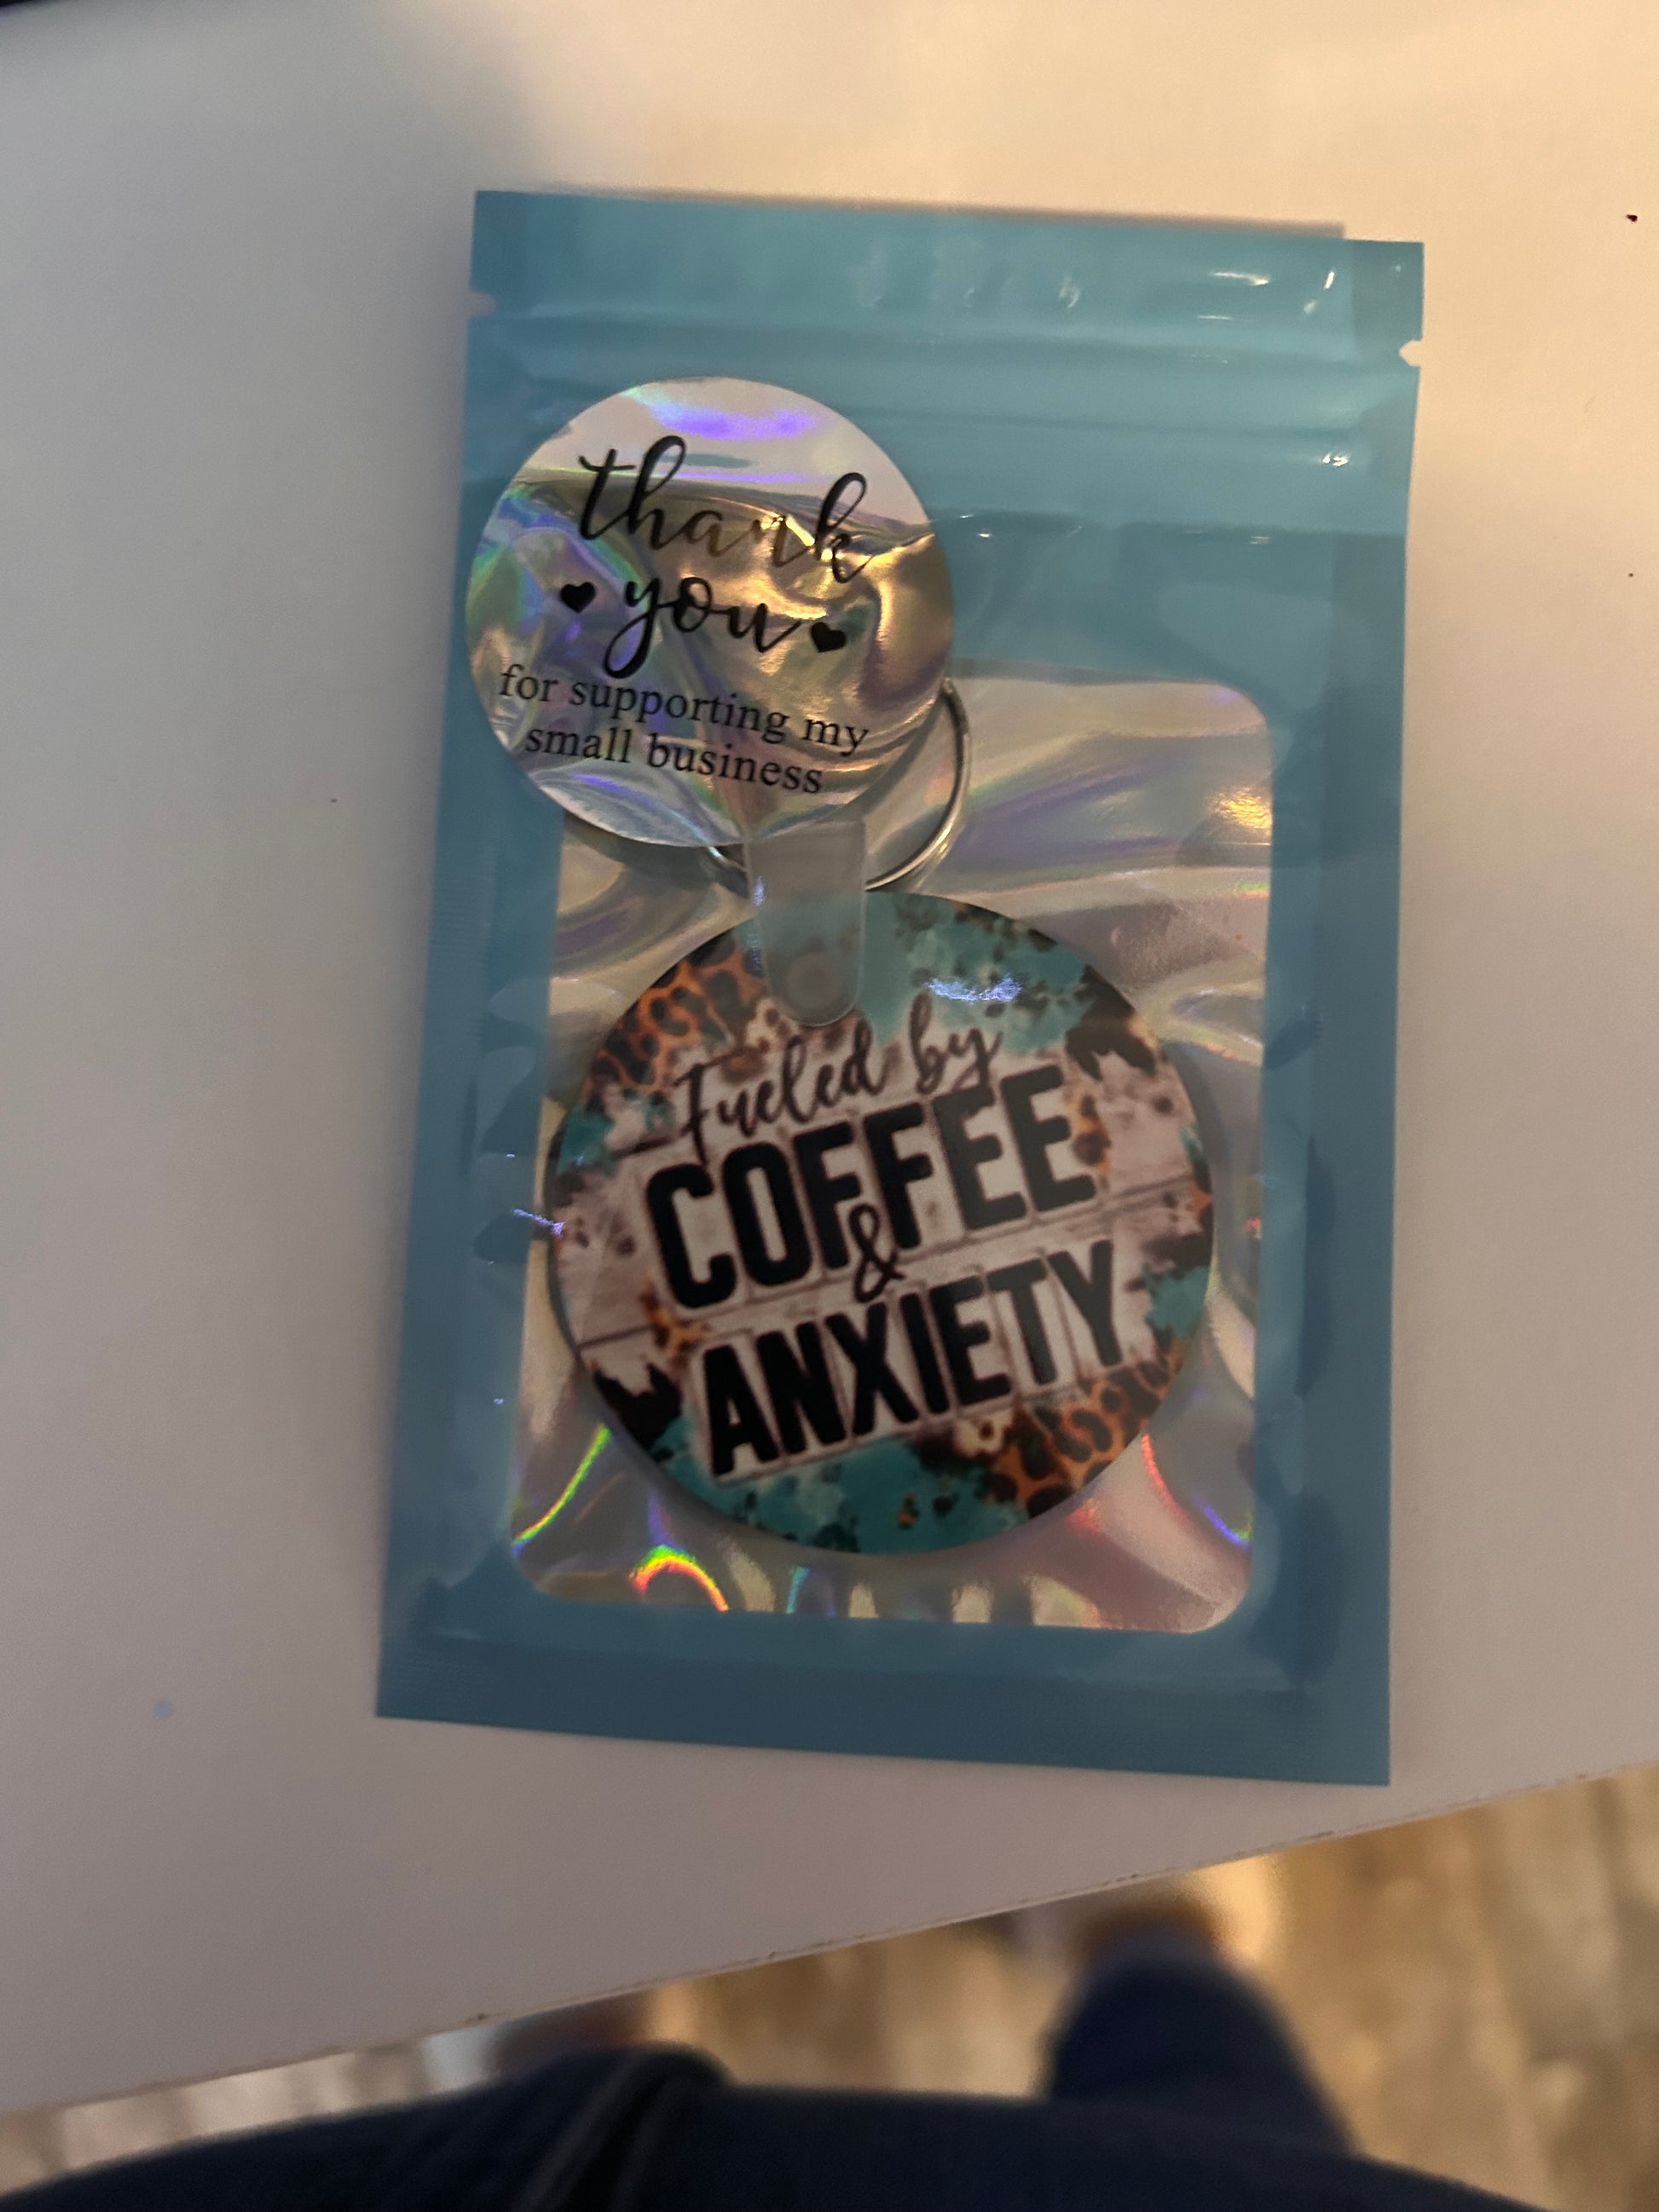 thank
you
for supporting my
small business
Fueled by
COFFEE
&
ANXIETY